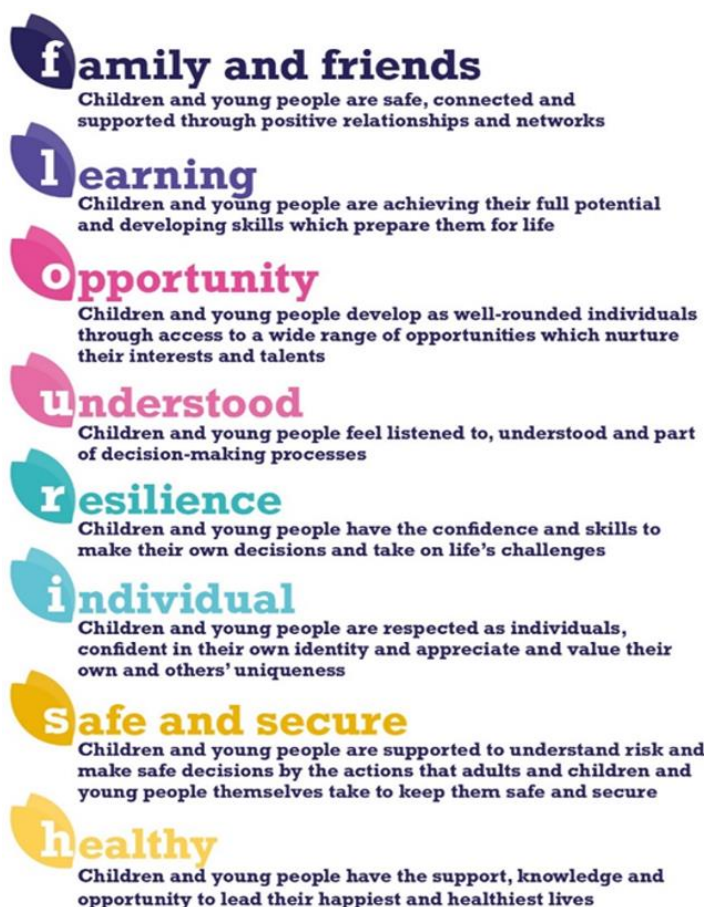 family and friends
Children and young people are safe, connected and
supported through positive relationships and networks
learning
Children and young people are achieving their full potential
and developing skills which prepare them for life
opportunity
Children and young people develop as well-rounded individuals
through access to a wide range of opportunities which nurture
their interests and talents
understood
Children and young people feel listened to, understood and part
of decision-making processes
resilience
Children and young people have the confidence and skills to
make their own decisions and take on life's challenges
individual
Children and young people are respected as individuals,
confident in their own identity and appreciate and value their
own and others' uniqueness
safe and secure
Children and young people are supported to understand risk and
make safe decisions by the actions that adults and children and
young people themselves take to keep them safe and secure
healthy
Children and young people have the support, knowledge and
opportunity to lead their happiest and healthiest lives